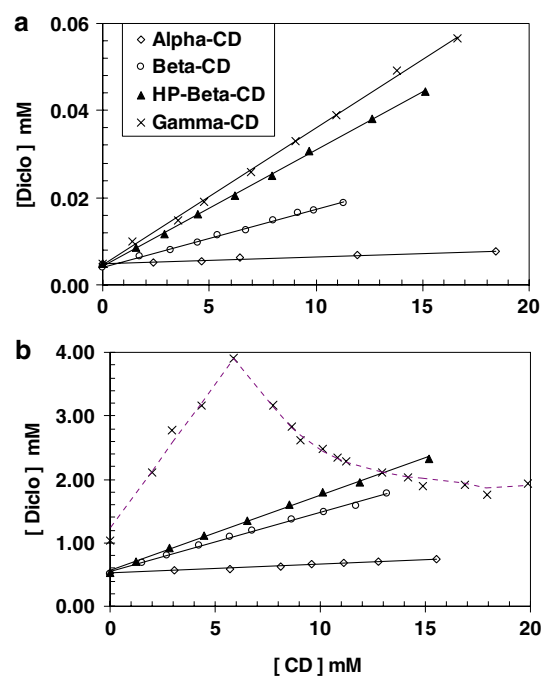 a
0.06
0.04
0.02
0.00
[Diclo] mM
Alpha-CD
Beta-CD
HP-Beta-CD
Gamma-CD
0 5 10 15 20
b
4.00
3.00
2.00
1.00
0.00
[ Diclo ] mM
0 5 10 15 20
[ CD ] mM